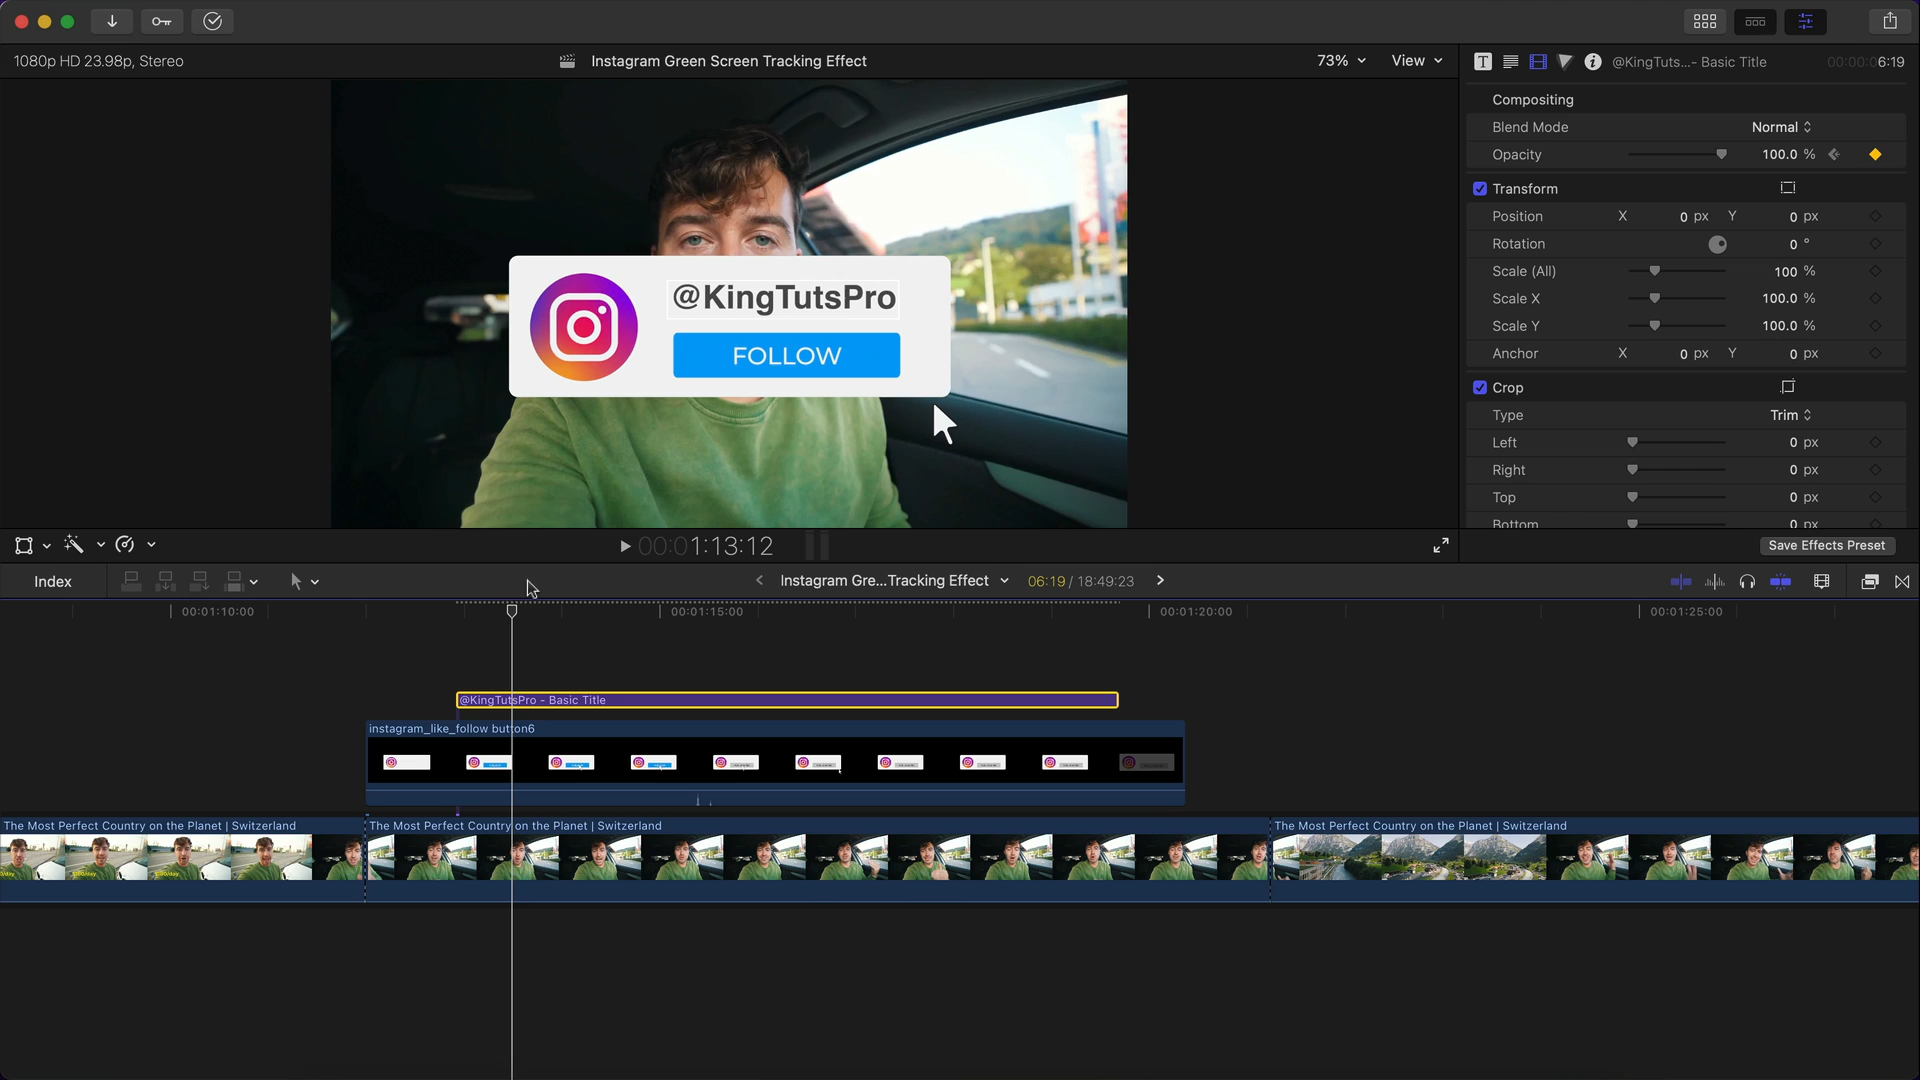 1080p HD 23.98p, Stereo
Instagram Green Screen Tracking Effect
73%
View
@KingTuts...- Basic Title
00:00:06:19
Compositing
Blend Mode
Normal
Opacity
100.0 %
Transform
Position X 0 px Y 0 px
Rotation 0 °
Scale (All) 100 %
Scale X 100.0 %
Scale Y 100.0 %
Anchor X 0 px Y 0 px
Crop
Type Trim
Left 0 px
Right 0 px
Top 0 px
Bottom 0 px
@KingTutsPro
FOLLOW
00:01:13:12
Save Effects Preset
Index
Instagram Gre...Tracking Effect
06:19 / 18:49:23
00:01:10:00
00:01:15:00
00:01:20:00
00:01:25:00
@KingTutsPro - Basic Title
instagram_like_follow button6
The Most Perfect Country on the Planet | Switzerland
The Most Perfect Country on the Planet | Switzerland
The Most Perfect Country on the Planet | Switzerland